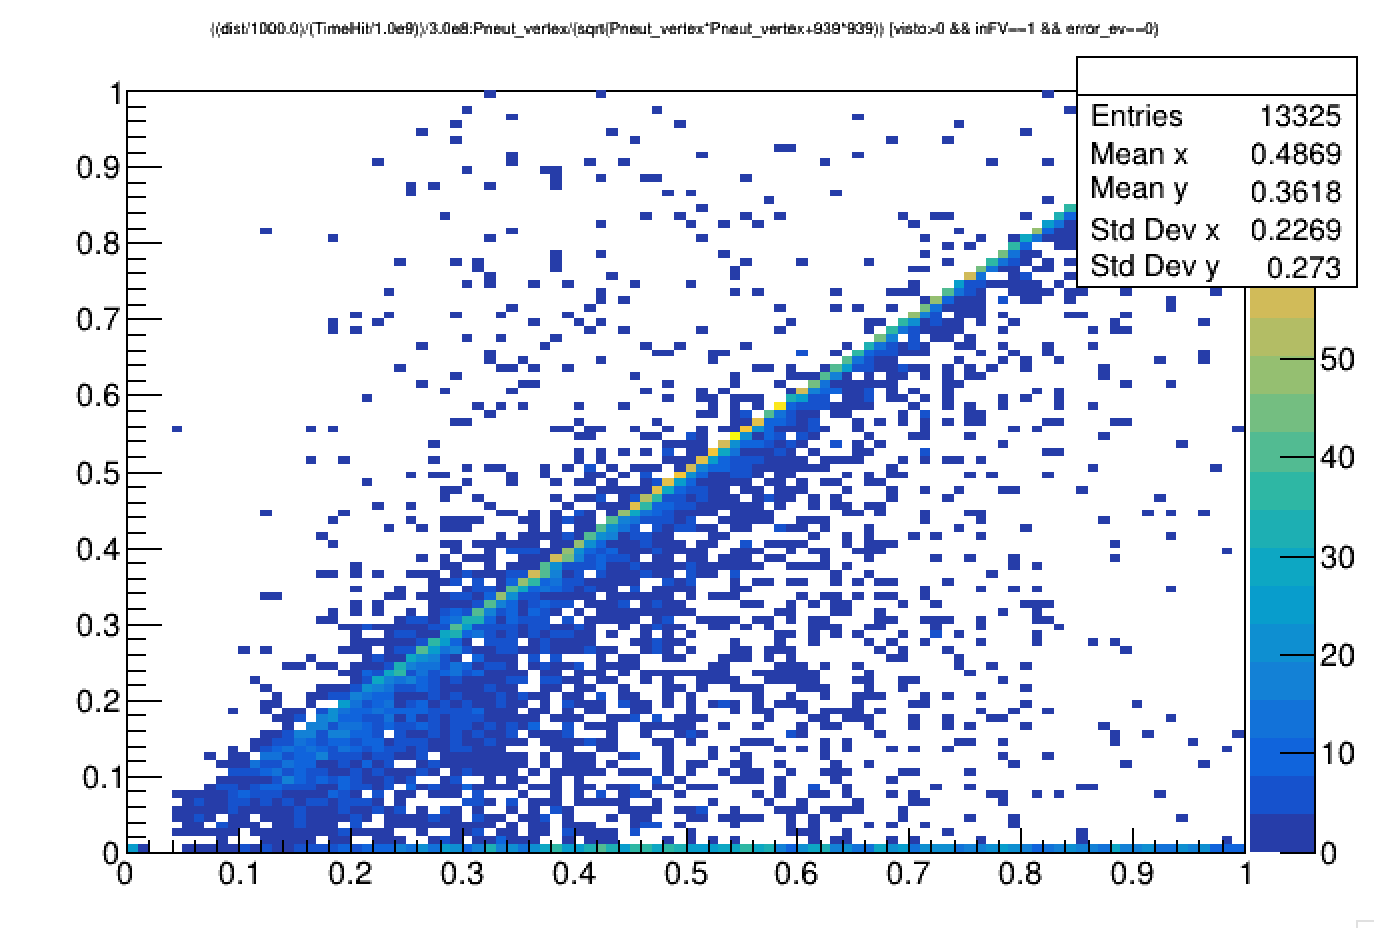 ((dist/1000.0)/(TimeHit/1.0e9))/3.0e8:Pneut_vertex/(sqrt(Pneut_vertex*Pneut_vertex+939*939)) {visto>0 && inFV==1 && error_ev==0}
Entries 13325
Mean x 0.4869
Mean y 0.3618
Std Dev x 0.2269
Std Dev y 0.273
1
0.9
0.8
0.7
0.6
0.5
0.4
0.3
0.2
0.1
0
0 0.1 0.2 0.3 0.4 0.5 0.6 0.7 0.8 0.9 1
50
40
30
20
10
0